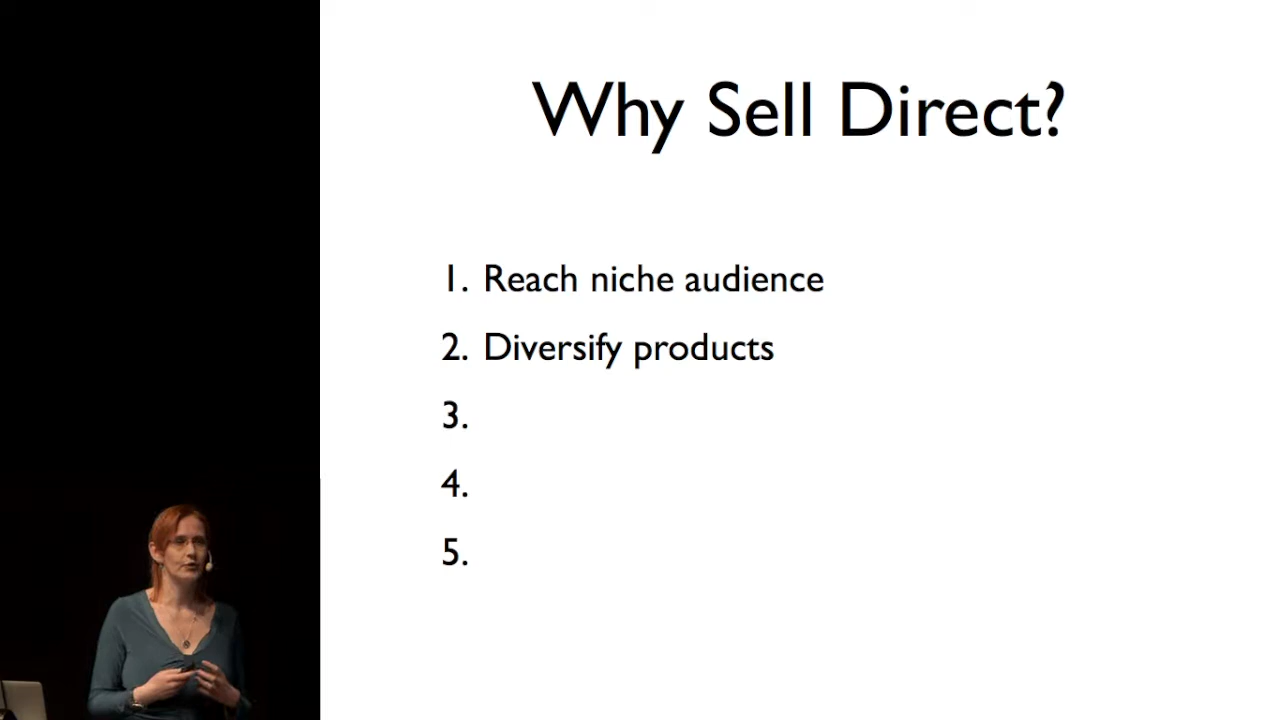 Why Sell Direct?
1. Reach niche audience
2. Diversify products
3.
4.
5.